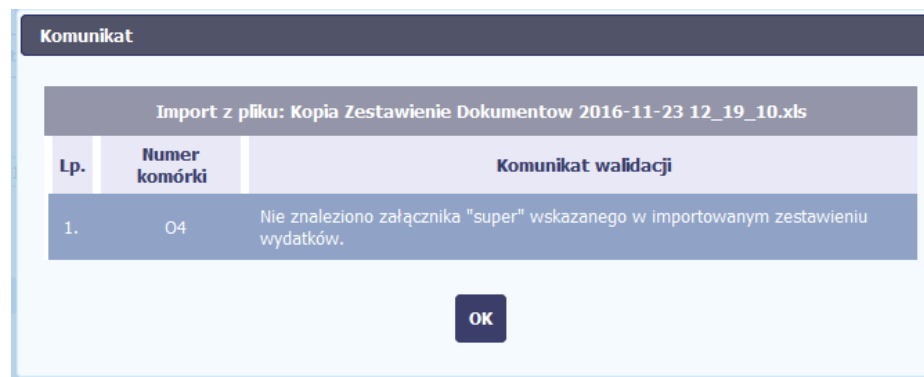 Komunikat
Import z pliku: Kopia Zestawienie Dokumentow 2016-11-23 12_19_10.xls
Lp.
Numer
komórki
Komunikat walidacji
1.
O4
Nie znaleziono załącznika "super" wskazanego w importowanym zestawieniu
wydatków.
OK